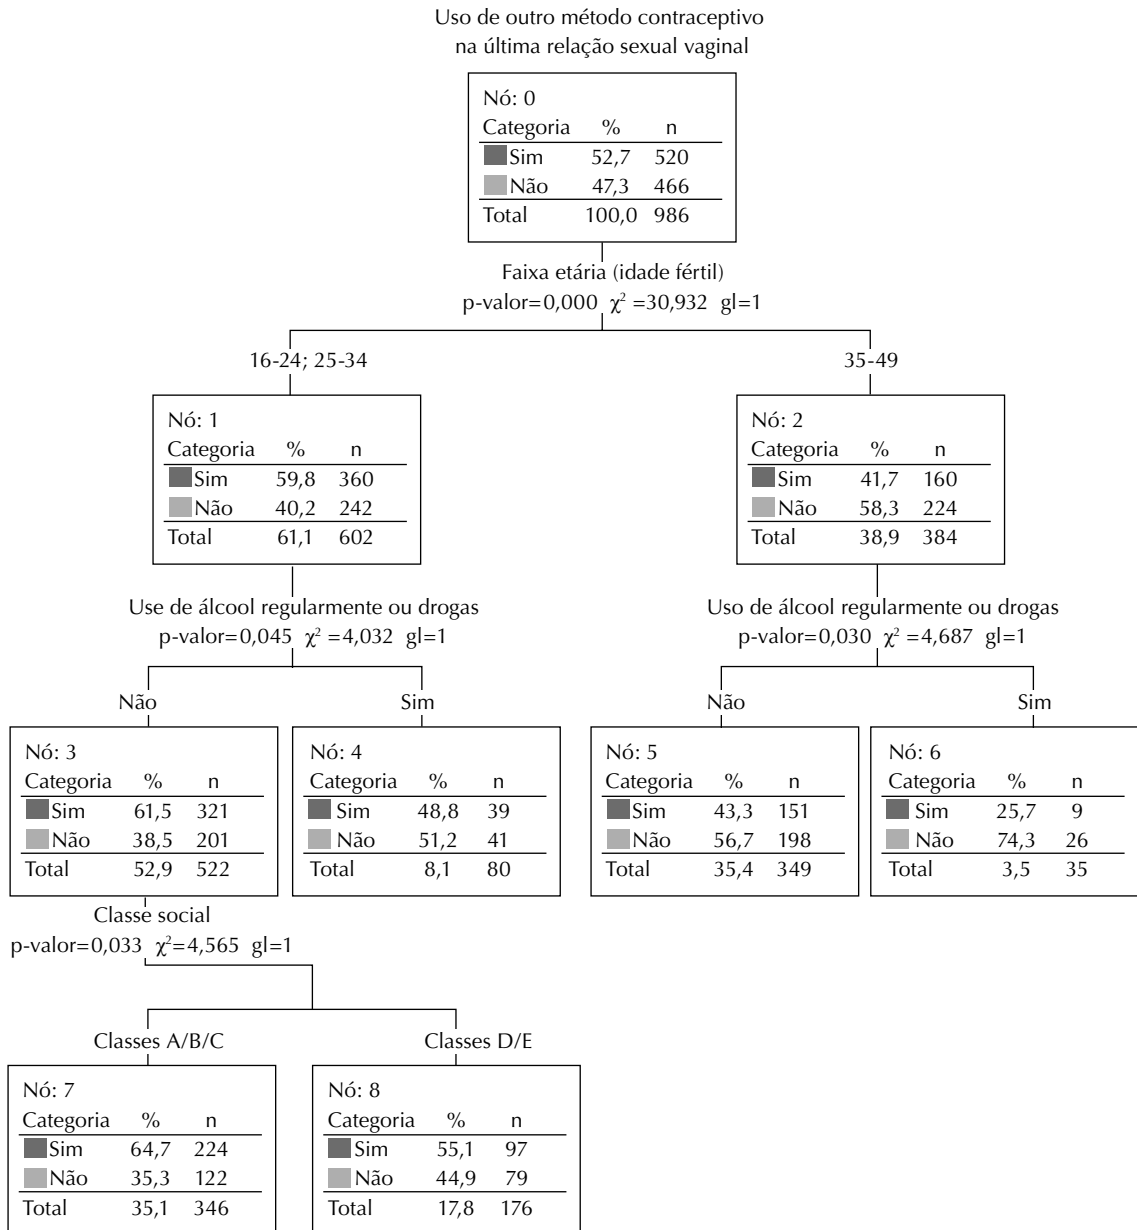 Uso de outro método contraceptivo
na última relação sexual vaginal
Nó: 0
Categoria % n
Sim 52,7 520
Não 47,3 466
Total 100,0 986
Faixa etária (idade fértil)
p-valor=0,000 χ² =30,932 gl=1
16-24; 25-34
35-49
Nó: 1
Categoria % n
Sim 59,8 360
Não 40,2 242
Total 61,1 602
Nó: 2
Categoria % n
Sim 41,7 160
Não 58,3 224
Total 38,9 384
Use de álcool regularmente ou drogas
p-valor=0,045 χ² =4,032 gl=1
Uso de álcool regularmente ou drogas
p-valor=0,030 χ² =4,687 gl=1
Não
Sim
Não
Sim
Nó: 3
Categoria % n
Sim 61,5 321
Não 38,5 201
Total 52,9 522
Nó: 4
Categoria % n
Sim 48,8 39
Não 51,2 41
Total 8,1 80
Nó: 5
Categoria % n
Sim 43,3 151
Não 56,7 198
Total 35,4 349
Nó: 6
Categoria % n
Sim 25,7 9
Não 74,3 26
Total 3,5 35
Classe social
p-valor=0,033 χ²=4,565 gl=1
Classes A/B/C
Classes D/E
Nó: 7
Categoria % n
Sim 64,7 224
Não 35,3 122
Total 35,1 346
Nó: 8
Categoria % n
Sim 55,1 97
Não 44,9 79
Total 17,8 176